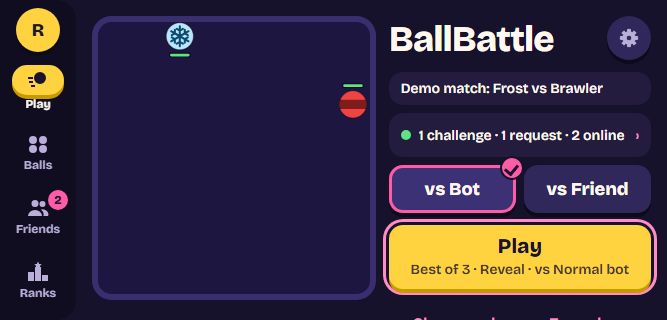 R
Play
Balls
2
Friends
Ranks
BallBattle
Demo match: Frost vs Brawler
1 challenge · 1 request · 2 online ›
vs Bot
vs Friend
Play
Best of 3 · Reveal · vs Normal bot